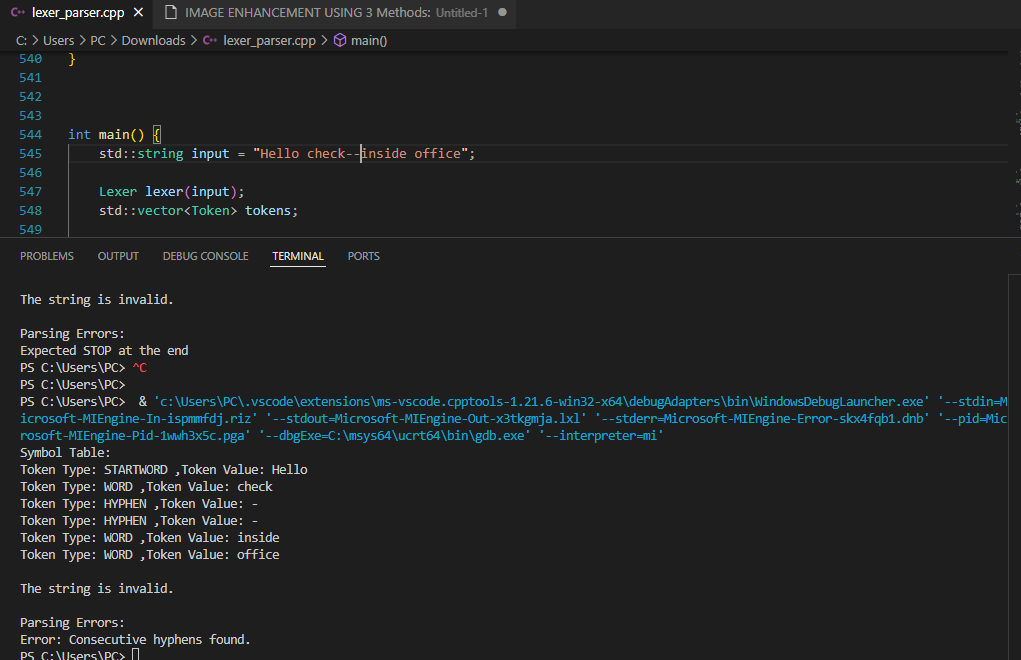 lexer_parser.cpp IMAGE ENHANCEMENT USING 3 Methods: Untitled-1
C: > Users > PC > Downloads > lexer_parser.cpp > main()
540 }
541
542
543
544 int main() {
545 std::string input = "Hello check--inside office";
546
547 Lexer lexer(input);
548 std::vector<Token> tokens;
549
PROBLEMS OUTPUT DEBUG CONSOLE TERMINAL PORTS
The string is invalid.
Parsing Errors:
Expected STOP at the end
PS C:\Users\PC> ^C
PS C:\Users\PC>
PS C:\Users\PC> & 'c:\Users\PC\.vscode\extensions\ms-vscode.cpptools-1.21.6-win32-x64\debugAdapters\bin\WindowsDebugLauncher.exe' '--stdin=M
icrosoft-MIEngine-In-ispmmfdj.riz' '--stdout=Microsoft-MIEngine-Out-x3tkgmja.lxl' '--stderr=Microsoft-MIEngine-Error-skx4fqb1.dnb' '--pid=Mic
rosoft-MIEngine-Pid-1wwh3x5c.pga' '--dbgExe=C:\msys64\ucrt64\bin\gdb.exe' '--interpreter=mi'
Symbol Table:
Token Type: STARTWORD ,Token Value: Hello
Token Type: WORD ,Token Value: check
Token Type: HYPHEN ,Token Value: -
Token Type: HYPHEN ,Token Value: -
Token Type: WORD ,Token Value: inside
Token Type: WORD ,Token Value: office
The string is invalid.
Parsing Errors:
Error: Consecutive hyphens found.
PS C:\Users\PC>